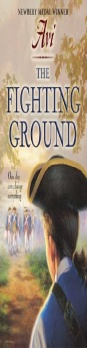 NEWBERY MEDAL WINNER
Avi
THE
FIGHTING
GROUND
One day
can change
everything